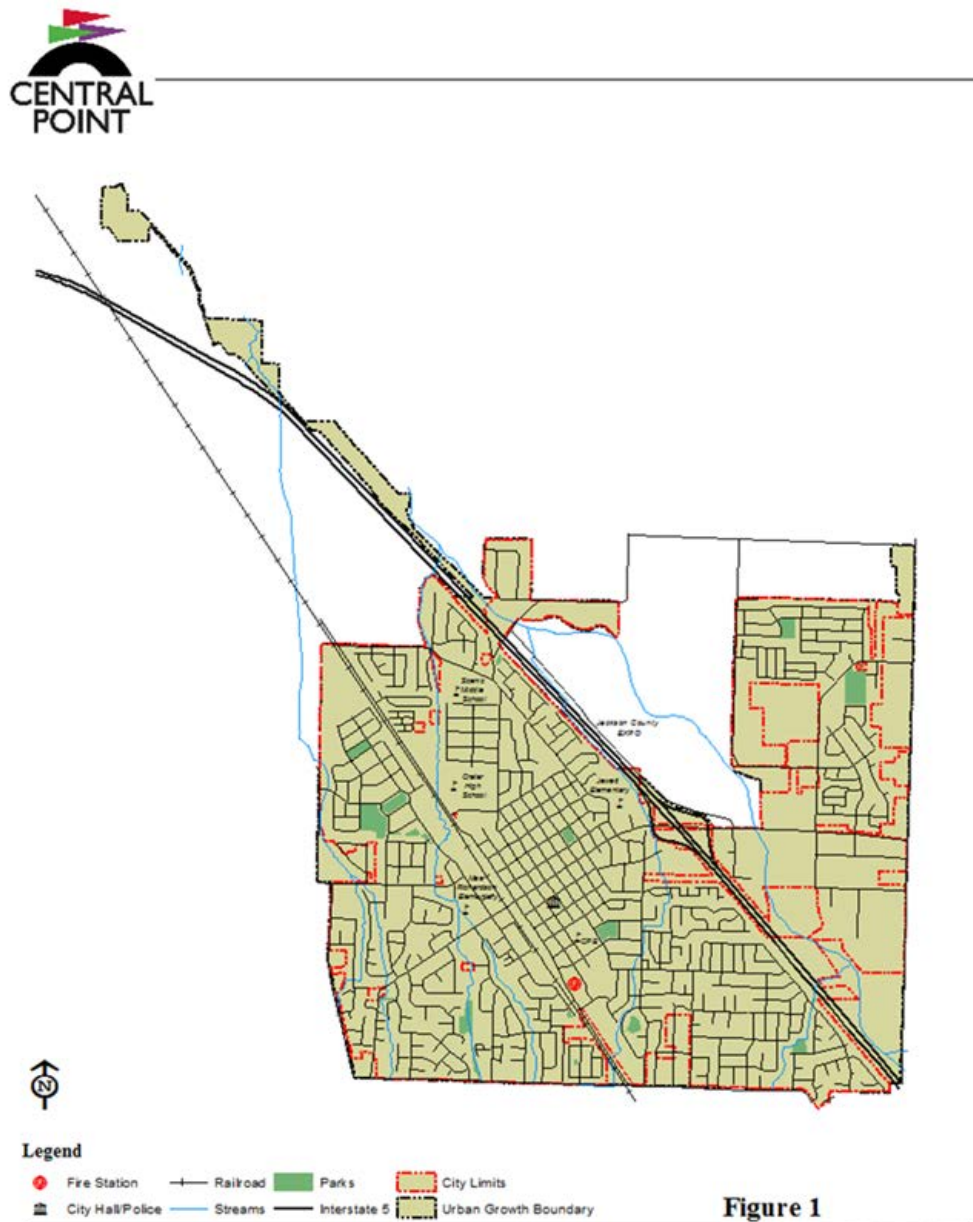 CENTRAL
POINT
Scenic
Middle
School
Jackson County
EXPO
Crater
High
School
Jewett
Elementary
Richardson
Elementary
N
Legend
Fire Station
Railroad
Parks
City Limits
City Hall/Police
Streams
Interstate 5
Urban Growth Boundary
Figure 1